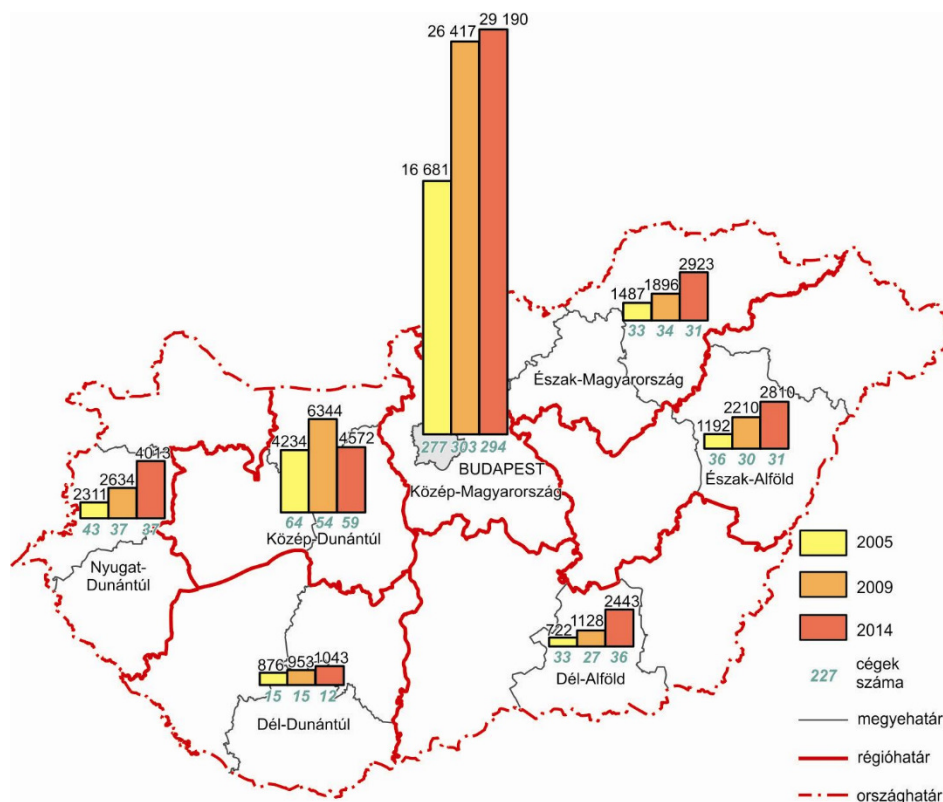 29 190
26 417
16 681
277 303 294
BUDAPEST
Közép-Magyarország
2923
1896
1487
33 34 31
Észak-Magyarország
2810
2210
1192
36 30 31
Észak-Alföld
6344
4572
4234
64 54 59
Közép-Dunántúl
4013
2634
2311
43 37 37
Nyugat-
Dunántúl
2443
1128
722
33 27 36
Dél-Alföld
876 953 1043
15 15 12
Dél-Dunántúl
2005
2009
2014
227 cégek
száma
megyehatár
régióhatár
országhatár